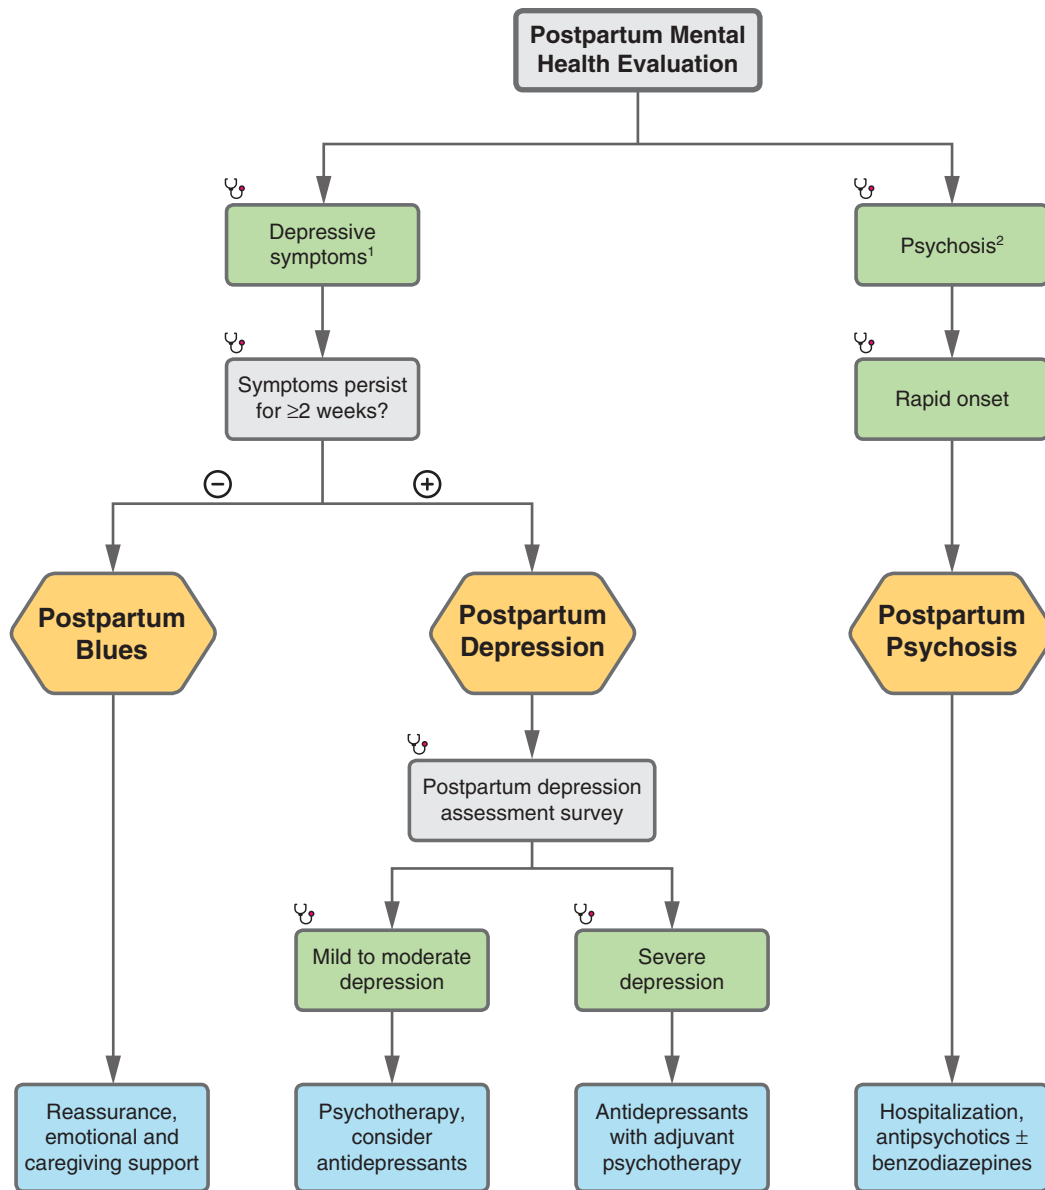 Postpartum Mental
Health Evaluation
Depressive
symptoms¹
Psychosis²
Symptoms persist
for ≥2 weeks?
Rapid onset
−
+
Postpartum
Blues
Postpartum
Depression
Postpartum
Psychosis
Postpartum depression
assessment survey
Mild to moderate
depression
Severe
depression
Reassurance,
emotional and
caregiving support
Psychotherapy,
consider
antidepressants
Antidepressants
with adjuvant
psychotherapy
Hospitalization,
antipsychotics ±
benzodiazepines